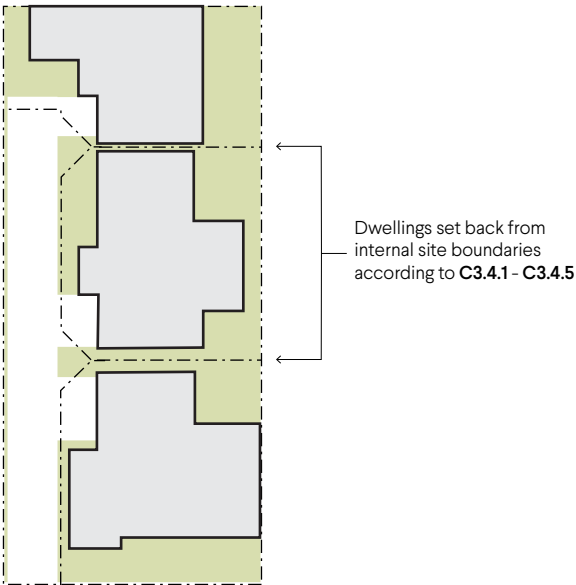 Dwellings set back from
internal site boundaries
according to C3.4.1 - C3.4.5